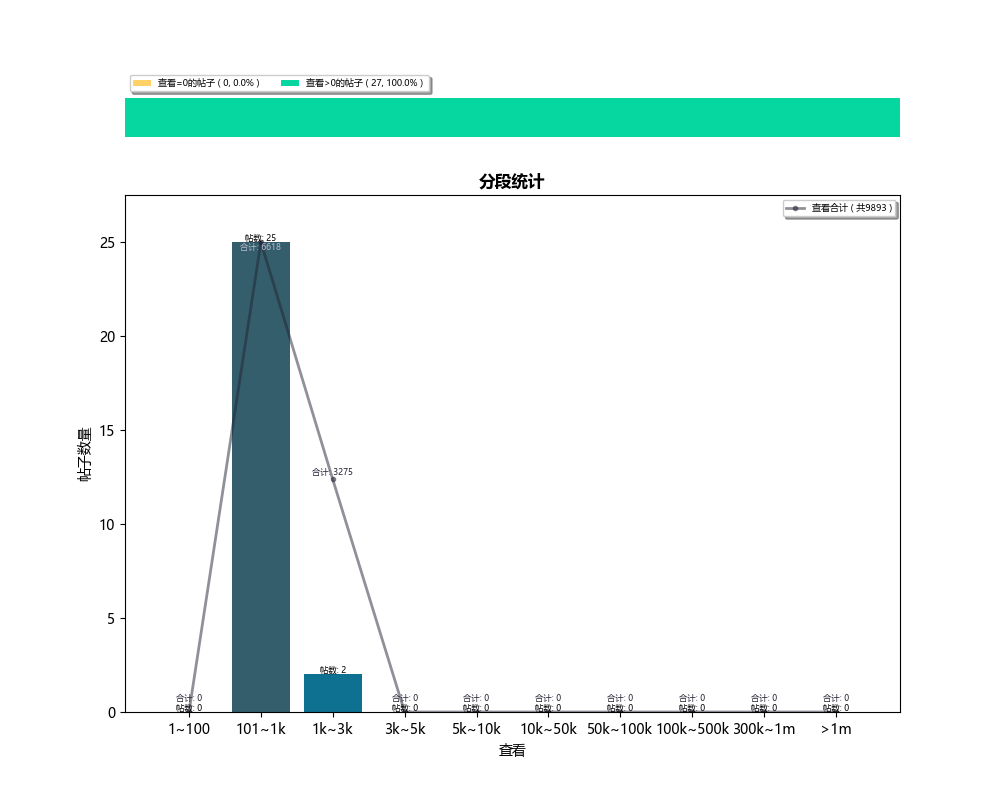 查看=0的帖子 ( 0, 0.0% ) 查看>0的帖子 ( 27, 100.0% )
分段统计
查看合计 ( 共9893 )
帖数: 25
合计: 6618
合计: 3275
帖数: 2
合计: 0 合计: 0 合计: 0 合计: 0 合计: 0 合计: 0 合计: 0 合计: 0
帖数: 0 帖数: 0 帖数: 0 帖数: 0 帖数: 0 帖数: 0 帖数: 0 帖数: 0
25
20
15
10
5
0
帖子数量
1~100 101~1k 1k~3k 3k~5k 5k~10k 10k~50k 50k~100k 100k~500k 300k~1m >1m
查看